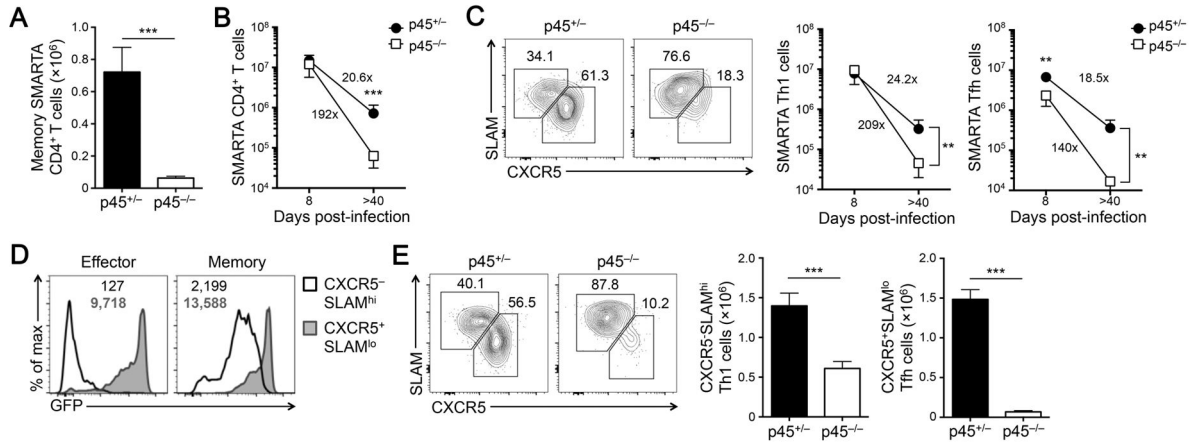 A
Memory SMARTA
CD4⁺ T cells (×10⁶)
1.0
0.8
0.6
0.4
0.2
0
***
p45⁺/⁻
p45⁻/⁻
B
p45⁺/⁻
p45⁻/⁻
SMARTA CD4⁺ T cells
10⁸
10⁷
10⁶
10⁵
10⁴
20.6x
***
192x
8
>40
Days post-infection
C
p45⁺/⁻
p45⁻/⁻
34.1
61.3
76.6
18.3
SLAM
CXCR5
SMARTA Th1 cells
10⁸
10⁷
10⁶
10⁵
10⁴
24.2x
209x
**
8
>40
Days post-infection
p45⁺/⁻
p45⁻/⁻
SMARTA Tfh cells
10⁸
10⁷
10⁶
10⁵
10⁴
**
18.5x
140x
**
8
>40
Days post-infection
D
Effector
Memory
127
9,718
2,199
13,588
% of max
GFP
CXCR5⁻
SLAMʰⁱ
CXCR5⁺
SLAMˡᵒ
E
p45⁺/⁻
p45⁻/⁻
40.1
56.5
87.8
10.2
SLAM
CXCR5
CXCR5⁻SLAMʰⁱ
Th1 cells (×10⁶)
2.0
1.5
1.0
0.5
0
***
p45⁺/⁻
p45⁻/⁻
CXCR5⁺SLAMˡᵒ
Tfh cells (×10⁶)
2.0
1.5
1.0
0.5
0
***
p45⁺/⁻
p45⁻/⁻